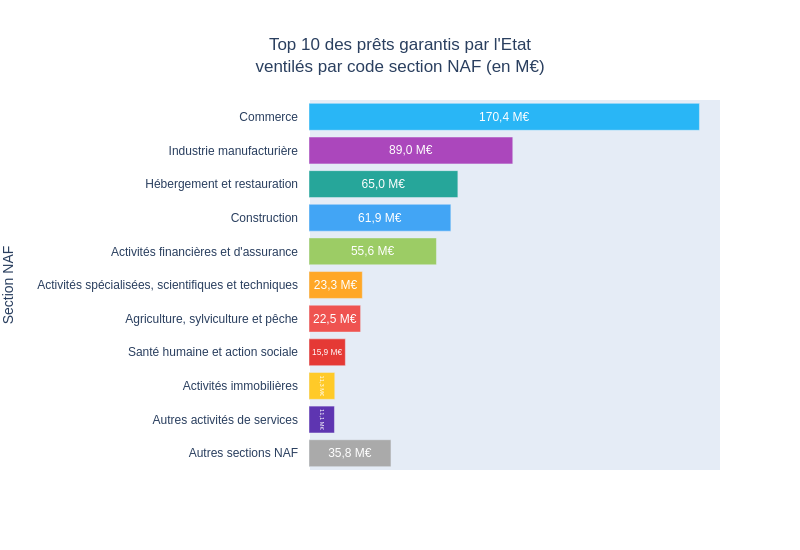 Top 10 des prêts garantis par l'Etat
ventilés par code section NAF (en M€)
Section NAF
Commerce
170,4 M€
Industrie manufacturière
89,0 M€
Hébergement et restauration
65,0 M€
Construction
61,9 M€
Activités financières et d'assurance
55,6 M€
Activités spécialisées, scientifiques et techniques
23,3 M€
Agriculture, sylviculture et pêche
22,5 M€
Santé humaine et action sociale
15,9 M€
Activités immobilières
Autres activités de services
11,1 M€
Autres sections NAF
35,8 M€